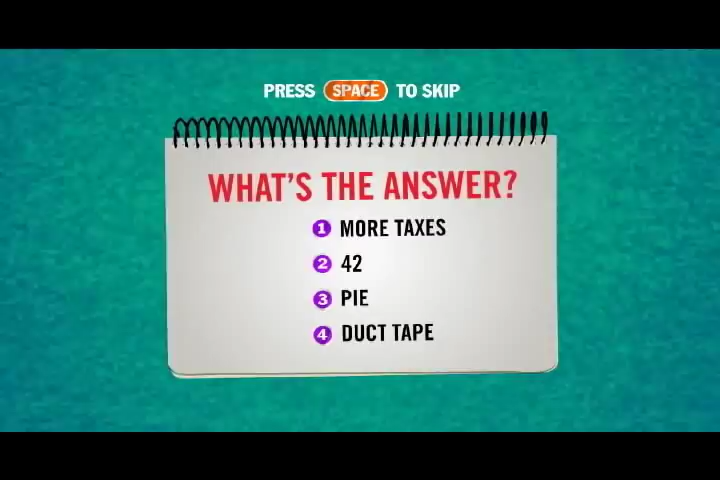 PRESS SPACE TO SKIP
WHAT'S THE ANSWER?
1 MORE TAXES
2 42
3 PIE
4 DUCT TAPE